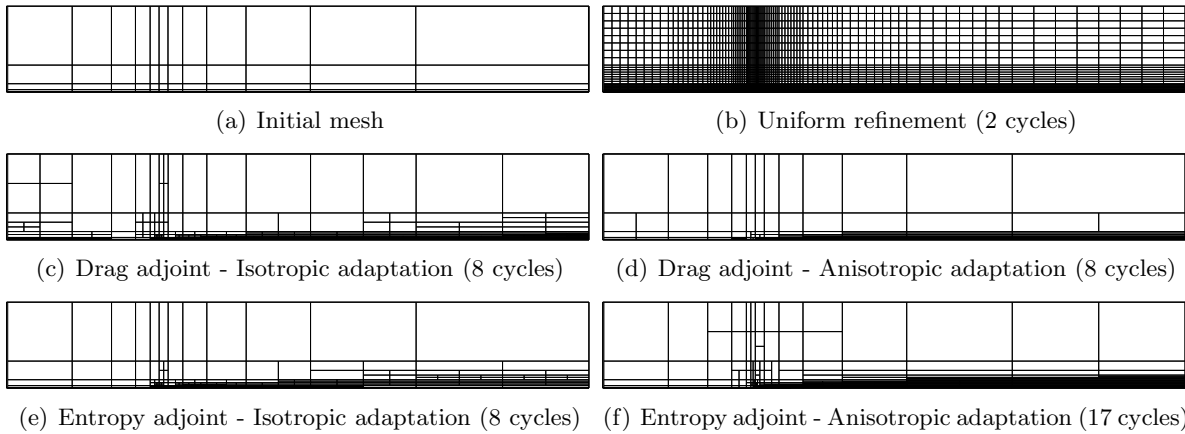 (a) Initial mesh
(b) Uniform refinement (2 cycles)
(c) Drag adjoint - Isotropic adaptation (8 cycles)
(d) Drag adjoint - Anisotropic adaptation (8 cycles)
(e) Entropy adjoint - Isotropic adaptation (8 cycles)
(f) Entropy adjoint - Anisotropic adaptation (17 cycles)